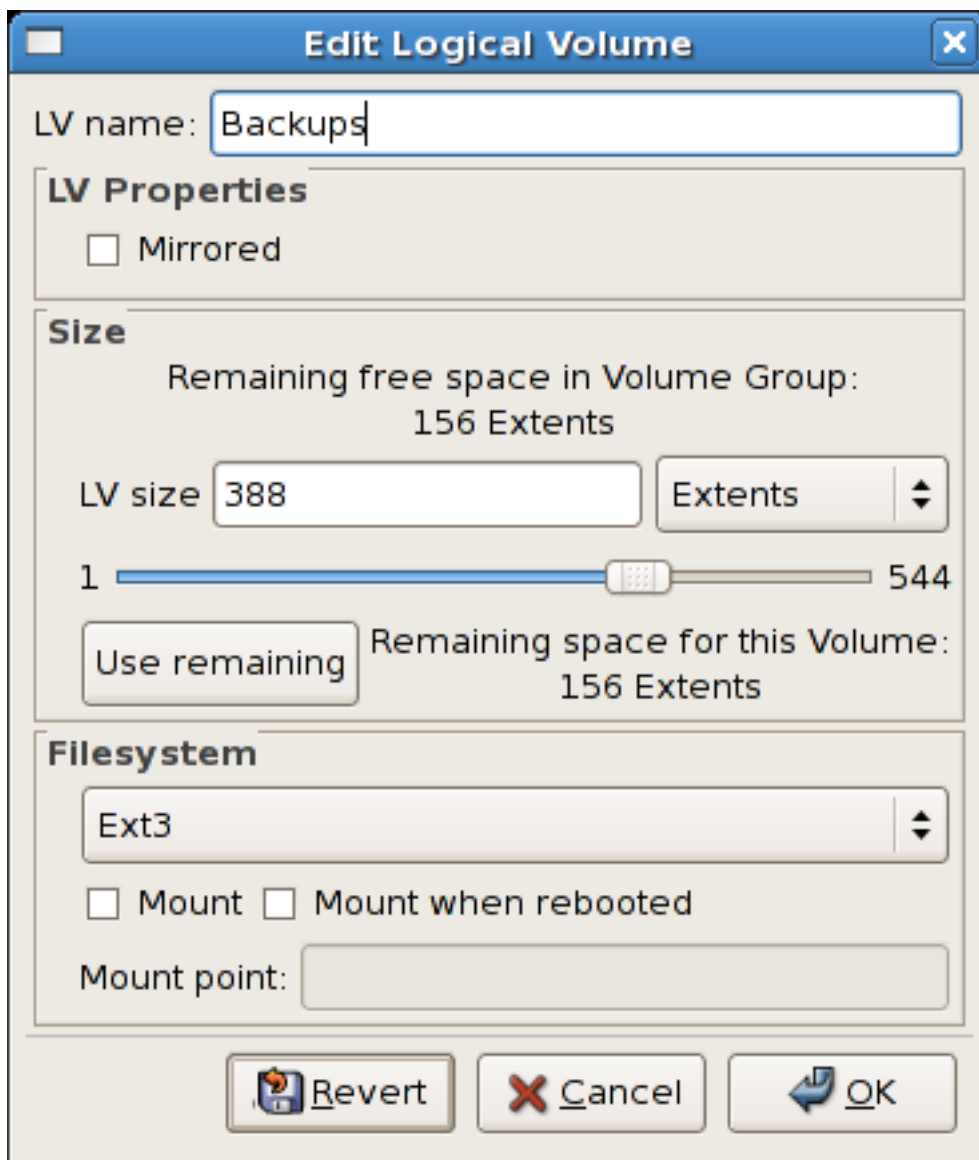 Edit Logical Volume
LV name: Backups
LV Properties
Mirrored
Size
Remaining free space in Volume Group:
156 Extents
LV size 388 Extents
1 544
Use remaining
Remaining space for this Volume:
156 Extents
Filesystem
Ext3
Mount Mount when rebooted
Mount point:
Revert Cancel OK